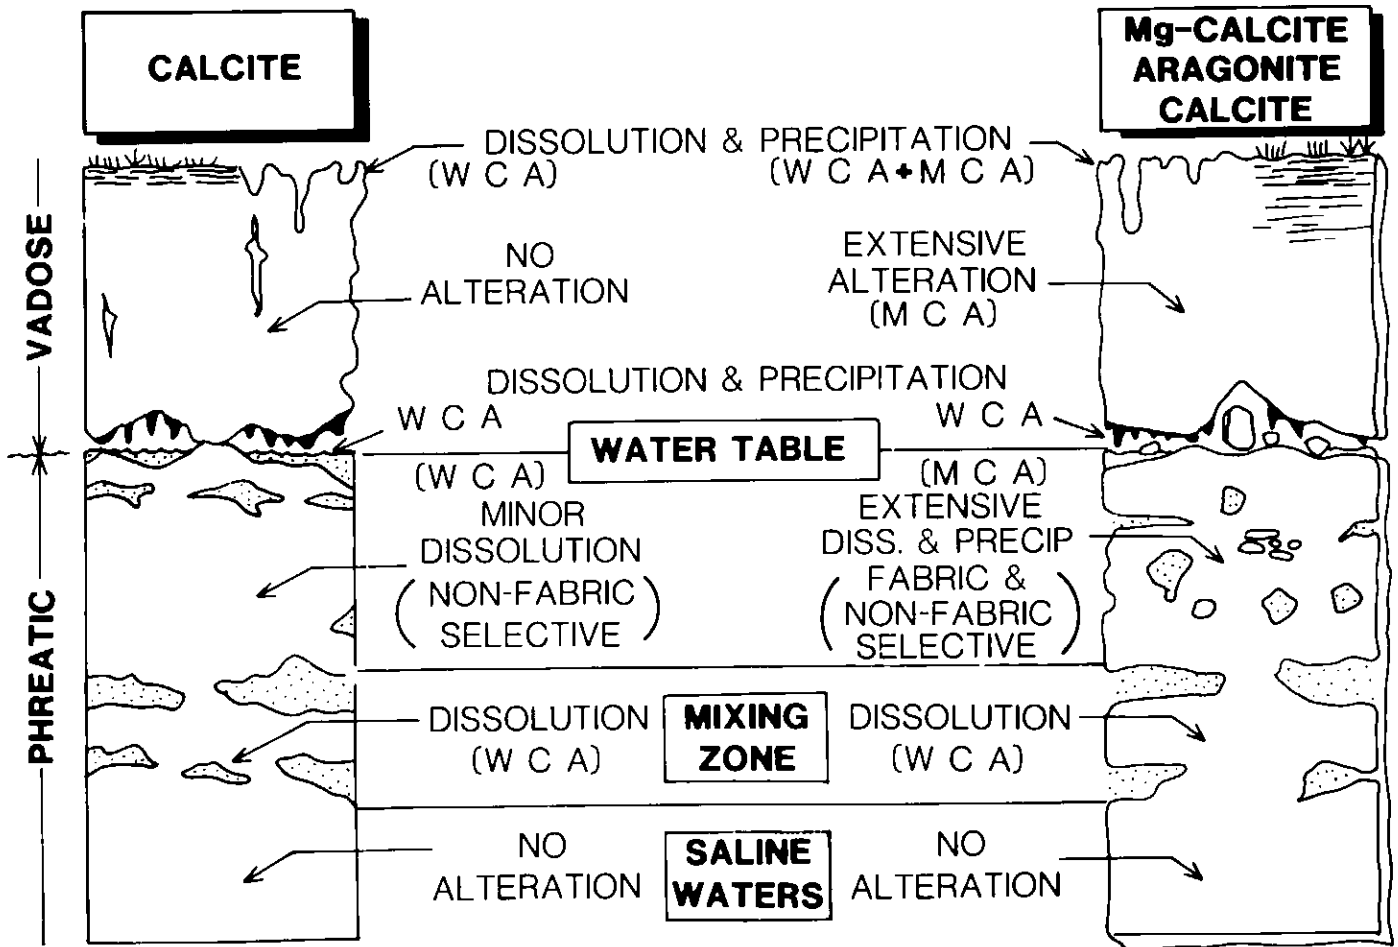 CALCITE
Mg-CALCITE
ARAGONITE
CALCITE
DISSOLUTION & PRECIPITATION
(W C A)
(W C A+M C A)
VADOSE
NO
ALTERATION
EXTENSIVE
ALTERATION
(M C A)
DISSOLUTION & PRECIPITATION
W C A
W C A
WATER TABLE
(W C A)
MINOR
DISSOLUTION
(NON-FABRIC
SELECTIVE)
(M C A)
EXTENSIVE
DISS. & PRECIP
(FABRIC &
NON-FABRIC
SELECTIVE)
PHREATIC
DISSOLUTION
(W C A)
MIXING
ZONE
DISSOLUTION
(W C A)
NO
ALTERATION
SALINE
WATERS
NO
ALTERATION